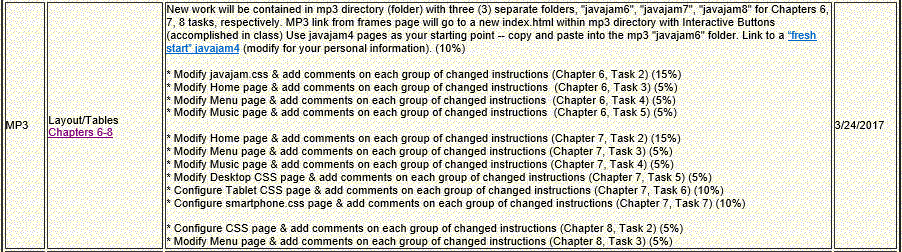 New work will be contained in mp3 directory (folder) with three (3) separate folders, "javajam6", "javajam7", "javajam8" for Chapters 6,
7, 8 tasks, respectively. MP3 link from frames page will go to a new index.html within mp3 directory with Interactive Buttons
(accomplished in class) Use javajam4 pages as your starting point -- copy and paste into the mp3 "javajam6" folder. Link to a "fresh
start" javajam4 (modify for your personal information). (10%)
* Modify javajam.css & add comments on each group of changed instructions (Chapter 6, Task 2) (15%)
* Modify Home page & add comments on each group of changed instructions (Chapter 6, Task 3) (5%)
* Modify Menu page & add comments on each group of changed instructions (Chapter 6, Task 4) (5%)
* Modify Music page & add comments on each group of changed instructions (Chapter 6, Task 5) (5%)
MP3
Layout/Tables
Chapters 6-8
3/24/2017
* Modify Home page & add comments on each group of changed instructions (Chapter 7, Task 2) (15%)
* Modify Menu page & add comments on each group of changed instructions (Chapter 7, Task 3) (5%)
* Modify Music page & add comments on each group of changed instructions (Chapter 7, Task 4) (5%)
* Modify Desktop CSS page & add comments on each group of changed instructions (Chapter 7, Task 5) (5%)
* Configure Tablet CSS page & add comments on each group of changed instructions (Chapter 7, Task 6) (10%)
* Configure smartphone.css page & add comments on each group of changed instructions (Chapter 7, Task 7) (10%)
* Configure CSS page & add comments on each group of changed instructions (Chapter 8, Task 2) (5%)
* Modify Menu page & add comments on each group of changed instructions (Chapter 8, Task 3) (5%)